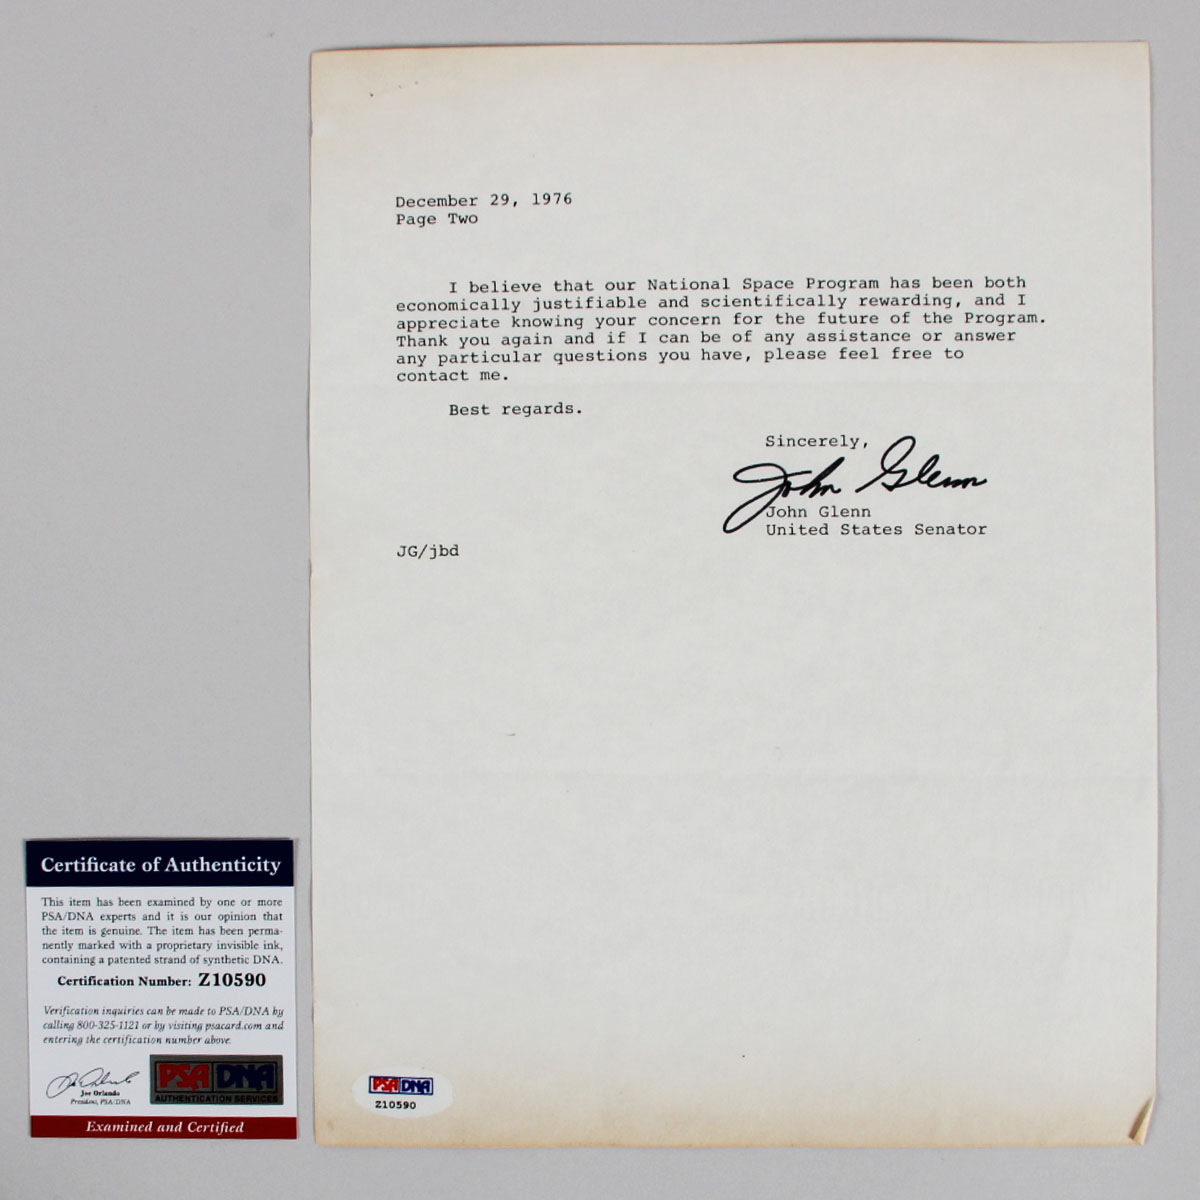 December 29, 1976
Page Two
I believe that our National Space Program has been both
economically justifiable and scientifically rewarding, and I
appreciate knowing your concern for the future of the Program.
Thank you again and if I can be of any assistance or answer
any particular questions you have, please feel free to
contact me.
Best regards.
Sincerely,
John Glenn
John Glenn
United States Senator
JG/jbd
PSA DNA
Z10590
Certificate of Authenticity
This item has been examined by one or more
PSA/DNA experts and it is our opinion that
the item is genuine. The item has been perma-
nently marked with a proprietary invisible ink,
containing a patented strand of synthetic DNA.
Certification Number: Z10590
Verification inquiries can be made to PSA/DNA by
calling 800-325-1121 or by visiting psacard.com and
entering the certification number above.
Joe Orlando
President, PSA/DNA
PSA DNA
AUTHENTICATION SERVICES
Examined and Certified